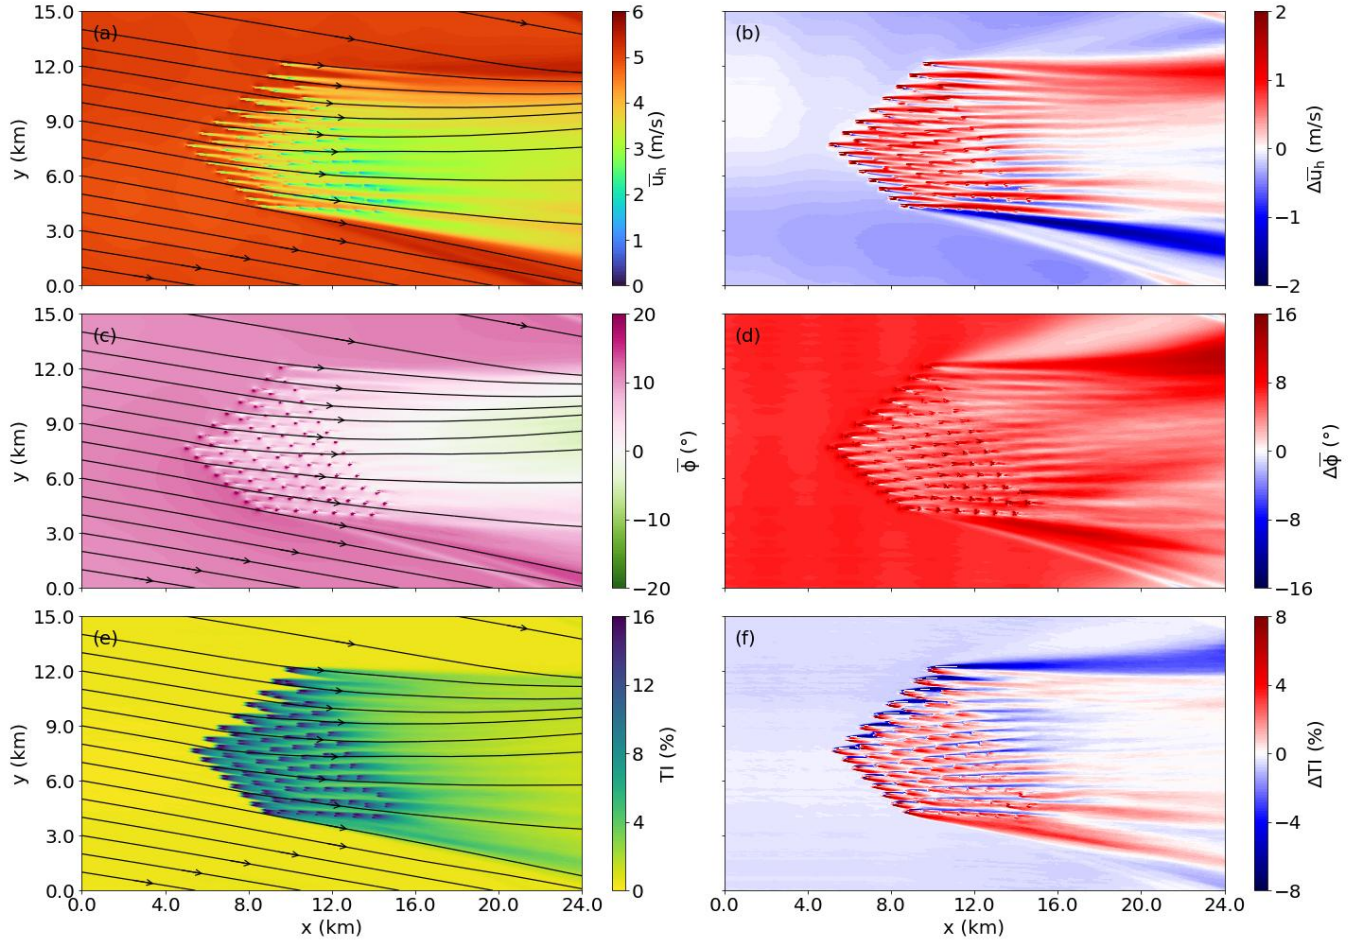 (a)
15.0
12.0
9.0
6.0
3.0
0.0
y (km)
6
5
4
3
2
1
0
u̅ₕ (m/s)
(b)
2
1
0
−1
−2
Δu̅ₕ (m/s)
(c)
15.0
12.0
9.0
6.0
3.0
0.0
y (km)
20
10
0
−10
−20
ϕ̅ (°)
(d)
16
8
0
−8
−16
Δϕ̅ (°)
(e)
15.0
12.0
9.0
6.0
3.0
0.0
y (km)
0.0 4.0 8.0 12.0 16.0 20.0 24.0
x (km)
16
12
8
4
0
TI (%)
(f)
0.0 4.0 8.0 12.0 16.0 20.0 24.0
x (km)
8
4
0
−4
−8
ΔTI (%)